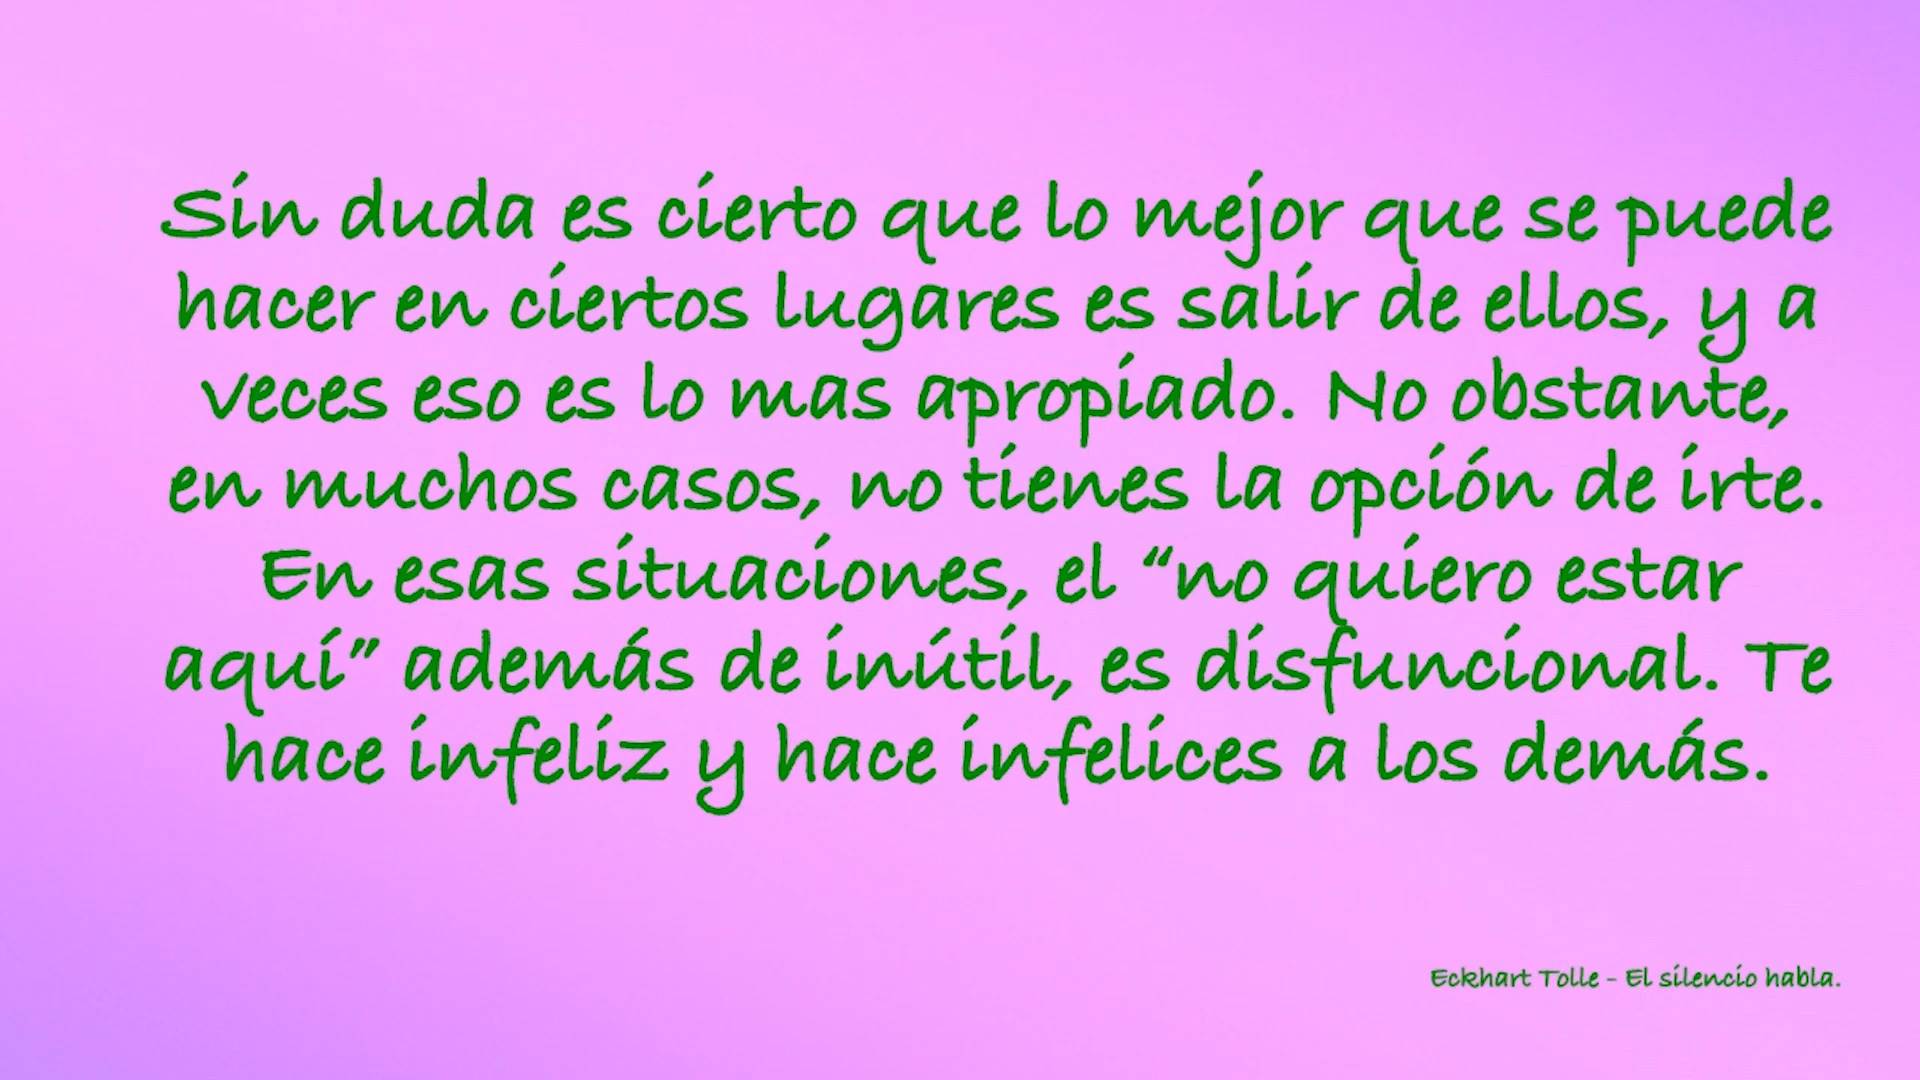 Sin duda es cierto que lo mejor que se puede
hacer en ciertos lugares es salir de ellos, y a
veces eso es lo mas apropiado. No obstante,
en muchos casos, no tienes la opción de irte.
En esas situaciones, el “no quiero estar
aquí” además de inútil, es disfuncional. Te
hace infeliz y hace infelices a los demás.
Eckhart Tolle - El silencio habla.